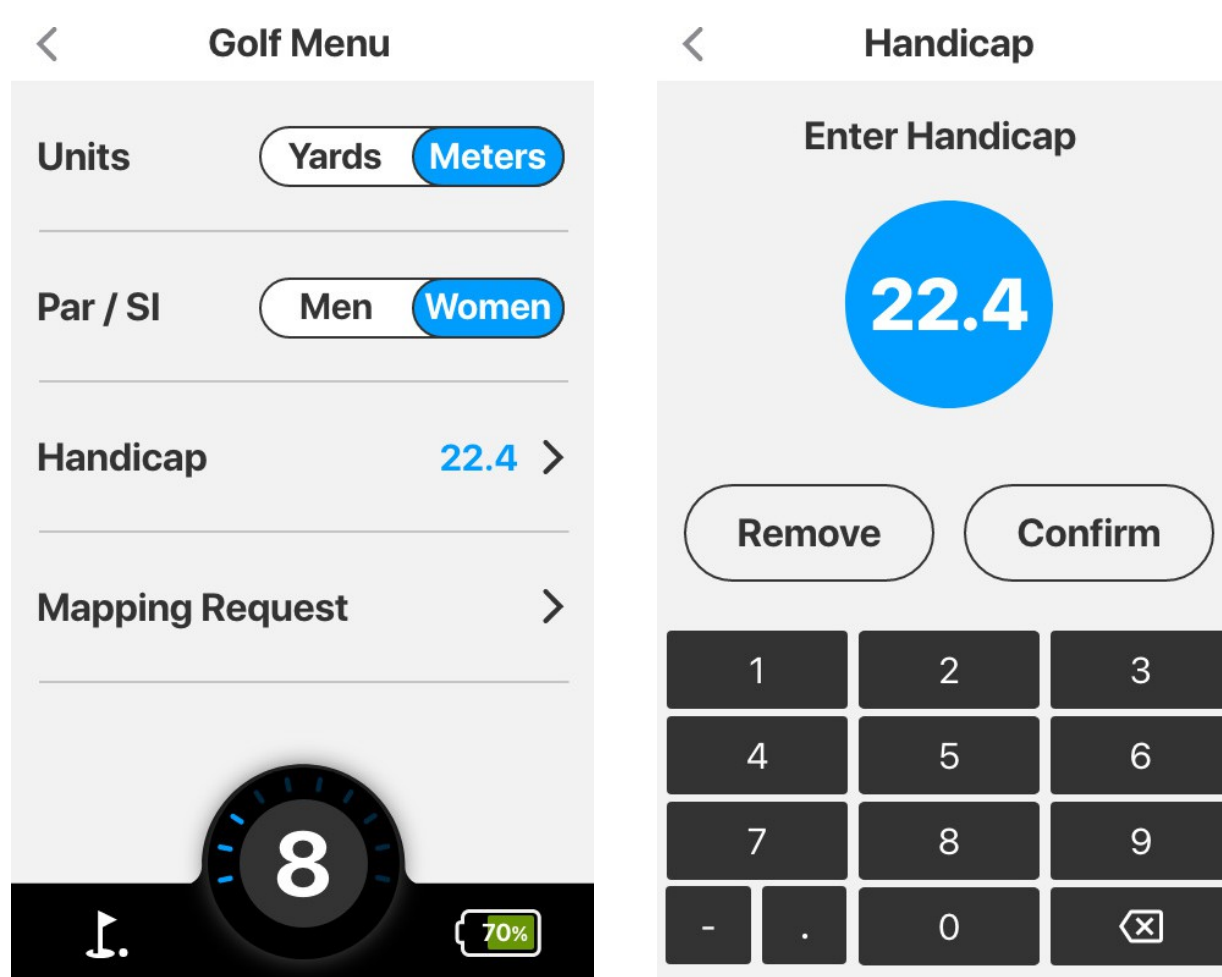 Golf Menu
Units Yards Meters
Par / SI Men Women
Handicap 22.4
Mapping Request
8
70%
Handicap
Enter Handicap
22.4
Remove Confirm
1 2 3
4 5 6
7 8 9
- . 0